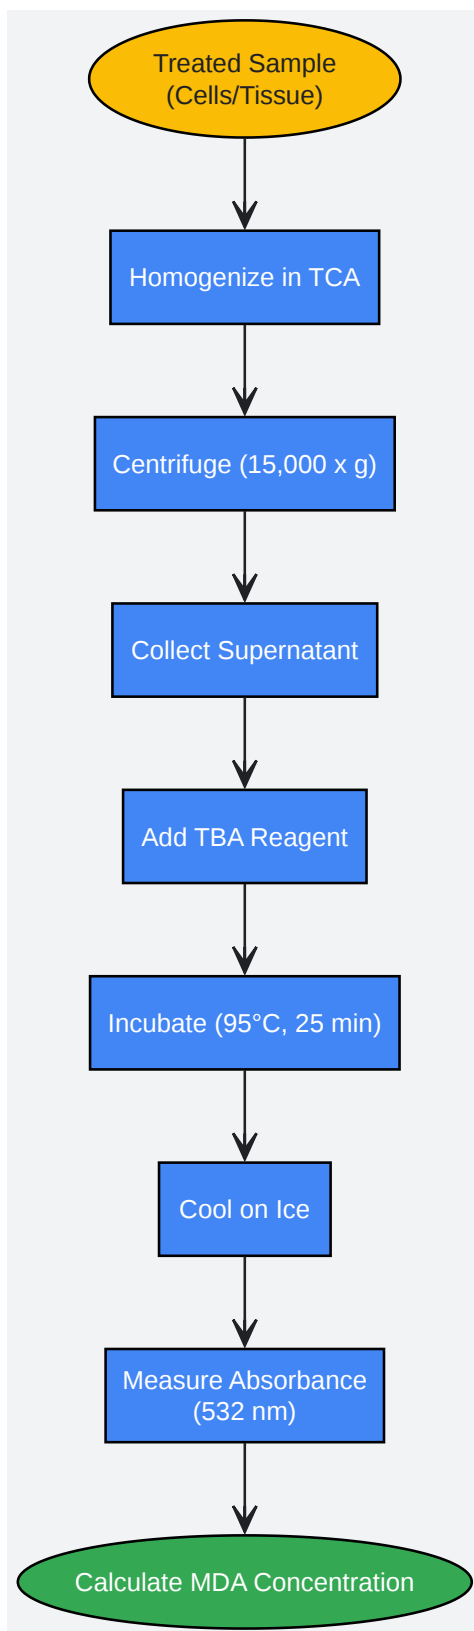 Treated Sample
(Cells/Tissue)
Homogenize in TCA
Centrifuge (15,000 x g)
Collect Supernatant
Add TBA Reagent
Incubate (95°C, 25 min)
Cool on Ice
Measure Absorbance
(532 nm)
Calculate MDA Concentration